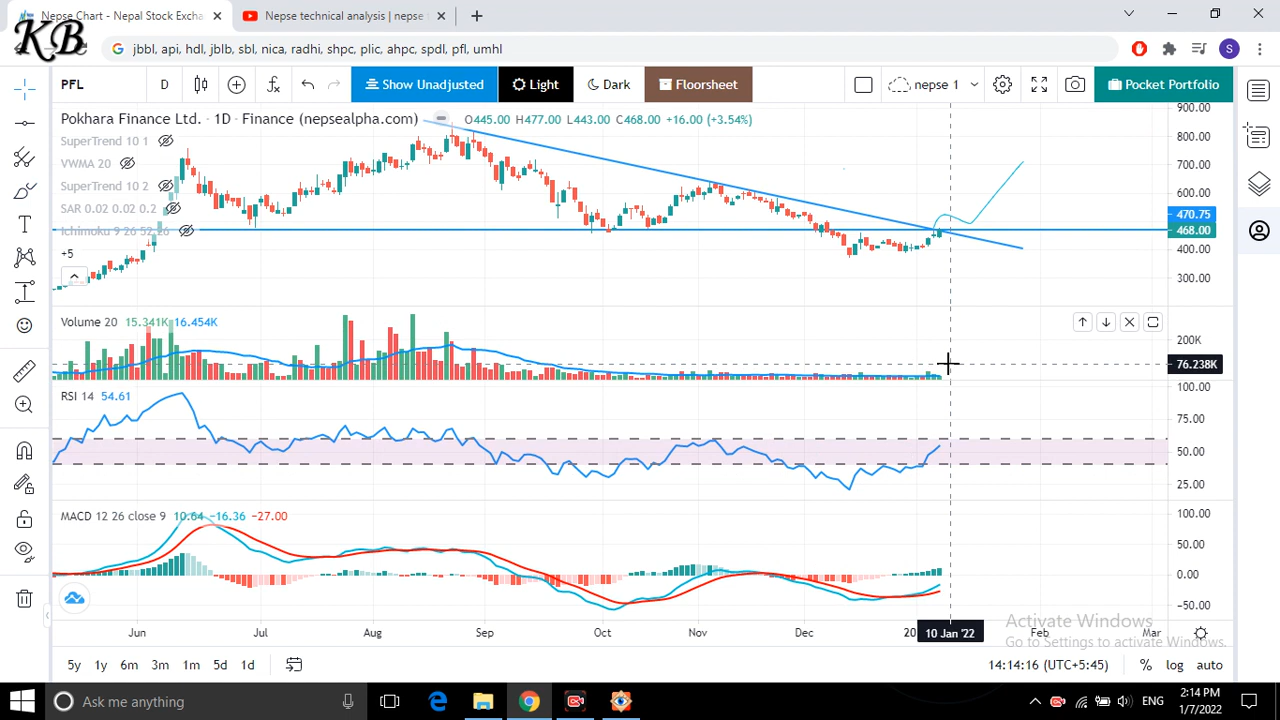 Nepse Chart - Nepal Stock Excha
Nepse technical analysis | nepse
KB
jbbl, api, hdl, jblb, sbl, nica, radhi, shpc, plic, ahpc, spdl, pfl, umhl
S
PFL
D
Show Unadjusted
Light
Dark
Floorsheet
nepse 1
Pocket Portfolio
Pokhara Finance Ltd. · 1D · Finance (nepsealpha.com)
O445.00 H477.00 L443.00 C468.00 +16.00 (+3.54%)
SuperTrend 10 1
VWMA 20
SuperTrend 10 2
SAR 0.02 0.02 0.2
Ichimoku 9 26 52 26
+5
900.00
800.00
700.00
600.00
470.75
468.00
400.00
300.00
Volume 20 15.341K 16.454K
200K
76.238K
RSI 14 54.61
100.00
75.00
50.00
25.00
MACD 12 26 close 9 10.64 −16.36 −27.00
100.00
50.00
0.00
−50.00
Jun
Jul
Aug
Sep
Oct
Nov
Dec
20
10 Jan '22
Feb
Mar
Activate Windows
Go to Settings to activate Windows.
5y 1y 6m 3m 1m 5d 1d
14:14:16 (UTC+5:45)
% log auto
Ask me anything
ENG
2:14 PM
1/7/2022